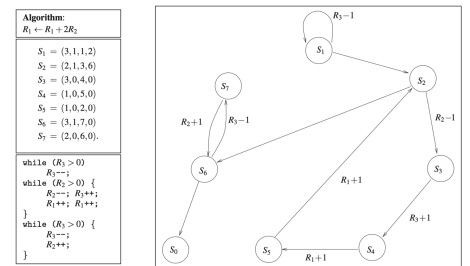 Algorithm:
R₁ ← R₁ + 2R₂
S₁ = (3,1,1,2)
S₂ = (2,1,3,6)
S₃ = (3,0,4,0)
S₄ = (1,0,5,0)
S₅ = (1,0,2,0)
S₆ = (3,1,7,0)
S₇ = (2,0,6,0).
while (R₃ > 0)
R₃--;
while (R₂ > 0) {
R₂--; R₃++;
R₁++; R₁++;
}
while (R₃ > 0) {
R₃--;
R₂++;
}
R₃−1
S₁
S₂
S₇
R₂+1
R₃−1
R₂−1
S₆
S₃
R₁+1
R₃+1
S₀
S₅
S₄
R₁+1